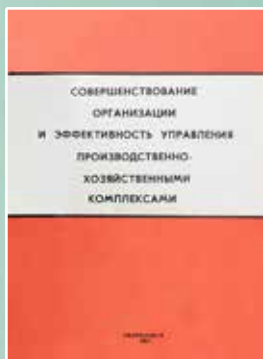 СОВЕРШЕНСТВОВАНИЕ
ОРГАНИЗАЦИИ
И ЭФФЕКТИВНОСТЬ УПРАВЛЕНИЯ
ПРОИЗВОДСТВЕННО-
ХОЗЯЙСТВЕННЫМИ
КОМПЛЕКСАМИ